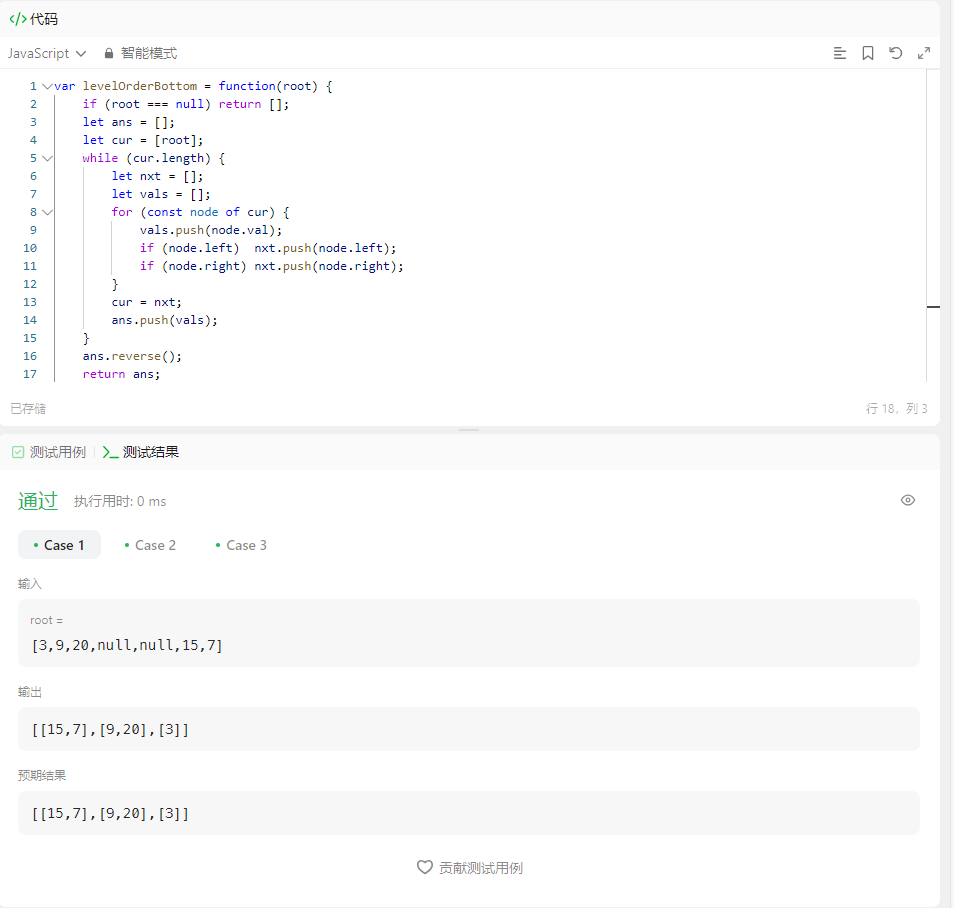 </> 代码
JavaScript 智能模式
1 var levelOrderBottom = function(root) {
2     if (root === null) return [];
3     let ans = [];
4     let cur = [root];
5     while (cur.length) {
6         let nxt = [];
7         let vals = [];
8         for (const node of cur) {
9             vals.push(node.val);
10             if (node.left)  nxt.push(node.left);
11             if (node.right) nxt.push(node.right);
12         }
13         cur = nxt;
14         ans.push(vals);
15     }
16     ans.reverse();
17     return ans;
已存储 行 18, 列 3
测试用例 >_ 测试结果
通过 执行用时: 0 ms
• Case 1 • Case 2 • Case 3
输入
root =
[3,9,20,null,null,15,7]
输出
[[15,7],[9,20],[3]]
预期结果
[[15,7],[9,20],[3]]
贡献测试用例